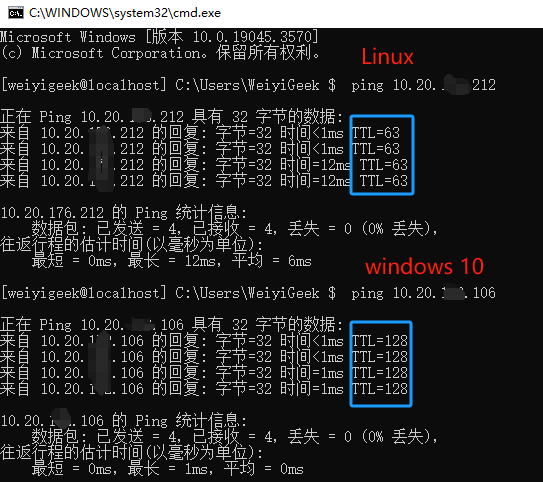 C:\WINDOWS\system32\cmd.exe
Microsoft Windows [版本 10.0.19045.3570]
(c) Microsoft Corporation。保留所有权利。
Linux
[weiyigeek@localhost] C:\Users\WeiyiGeek $ ping 10.20. .212
正在 Ping 10.20. .212 具有 32 字节的数据:
来自 10.20. .212 的回复: 字节=32 时间<1ms TTL=63
来自 10.20. .212 的回复: 字节=32 时间<1ms TTL=63
来自 10.20. .212 的回复: 字节=32 时间=12ms TTL=63
来自 10.20. .212 的回复: 字节=32 时间=12ms TTL=63
10.20.176.212 的 Ping 统计信息:
数据包: 已发送 = 4，已接收 = 4，丢失 = 0 (0% 丢失)，
往返行程的估计时间(以毫秒为单位):
最短 = 0ms，最长 = 12ms，平均 = 6ms
windows 10
[weiyigeek@localhost] C:\Users\WeiyiGeek $ ping 10.20. .106
正在 Ping 10.20. .106 具有 32 字节的数据:
来自 10.20. .106 的回复: 字节=32 时间<1ms TTL=128
来自 10.20. .106 的回复: 字节=32 时间<1ms TTL=128
来自 10.20. .106 的回复: 字节=32 时间=1ms TTL=128
来自 10.20. .106 的回复: 字节=32 时间=1ms TTL=128
10.20. .106 的 Ping 统计信息:
数据包: 已发送 = 4，已接收 = 4，丢失 = 0 (0% 丢失)，
往返行程的估计时间(以毫秒为单位):
最短 = 0ms，最长 = 1ms，平均 = 0ms